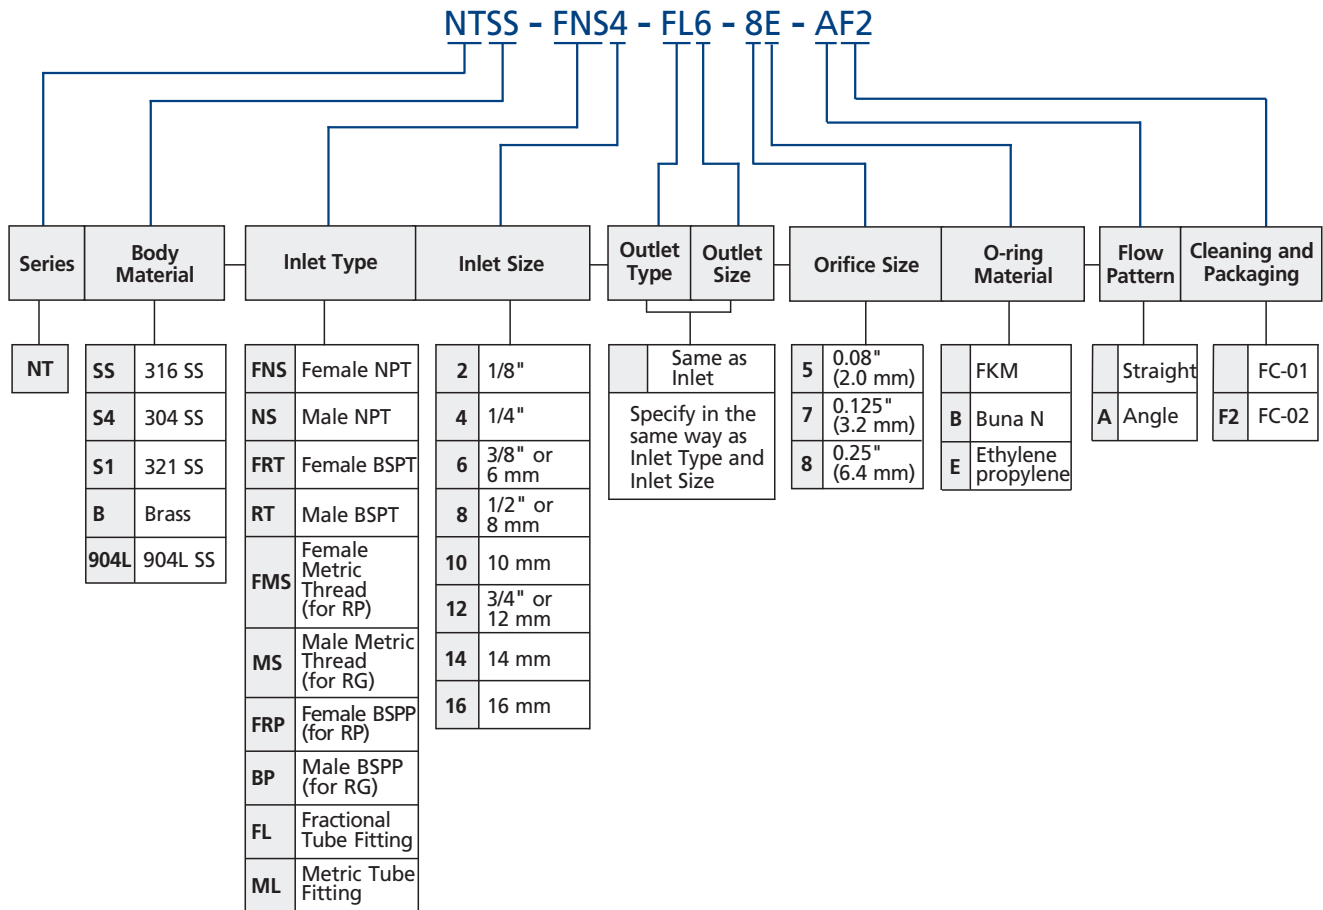 NTSS - FNS4 - FL6 - 8E - AF2
Series
Body
Material
Inlet Type
Inlet Size
Outlet
Type
Outlet
Size
Orifice Size
O-ring
Material
Flow
Pattern
Cleaning and
Packaging
NT
SS 316 SS
S4 304 SS
S1 321 SS
B Brass
904L 904L SS
FNS Female NPT
NS Male NPT
FRT Female BSPT
RT Male BSPT
FMS Female
Metric
Thread
(for RP)
MS Male Metric
Thread
(for RG)
FRP Female BSPP
(for RP)
BP Male BSPP
(for RG)
FL Fractional
Tube Fitting
ML Metric Tube
Fitting
2 1/8"
4 1/4"
6 3/8" or
6 mm
8 1/2" or
8 mm
10 10 mm
12 3/4" or
12 mm
14 14 mm
16 16 mm
Same as
Inlet
Specify in the
same way as
Inlet Type and
Inlet Size
5 0.08"
(2.0 mm)
7 0.125"
(3.2 mm)
8 0.25"
(6.4 mm)
FKM
B Buna N
E Ethylene
propylene
Straight
A Angle
FC-01
F2 FC-02